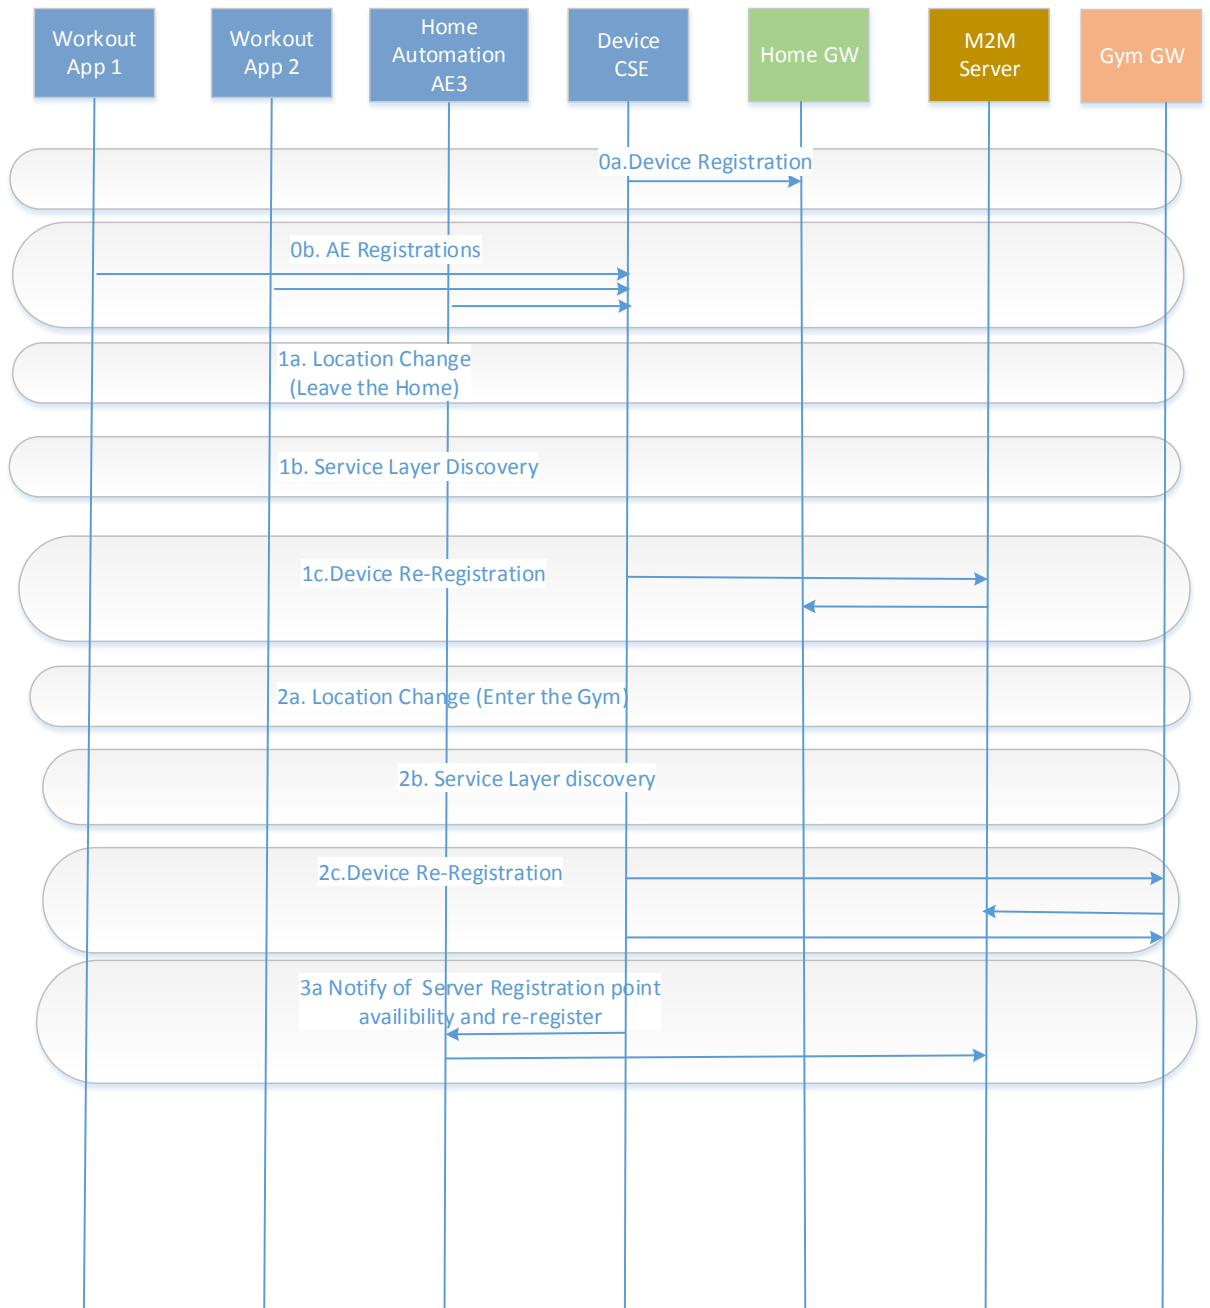 Workout
App 1
Workout
App 2
Home
Automation
AE3
Device
CSE
Home GW
M2M
Server
Gym GW
0a.Device Registration
0b. AE Registrations
1a. Location Change
(Leave the Home)
1b. Service Layer Discovery
1c.Device Re-Registration
2a. Location Change (Enter the Gym)
2b. Service Layer discovery
2c.Device Re-Registration
3a Notify of Server Registration point
availibility and re-register